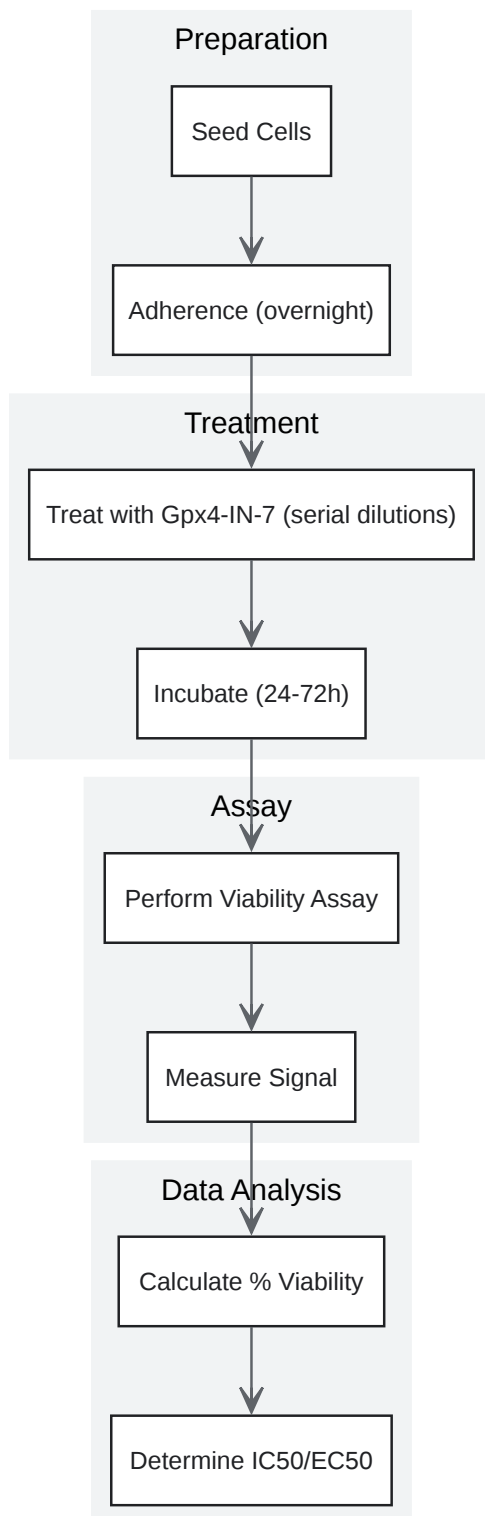 Preparation
Seed Cells
Adherence (overnight)
Treatment
Treat with Gpx4-IN-7 (serial dilutions)
Incubate (24-72h)
Assay
Perform Viability Assay
Measure Signal
Data Analysis
Calculate % Viability
Determine IC50/EC50